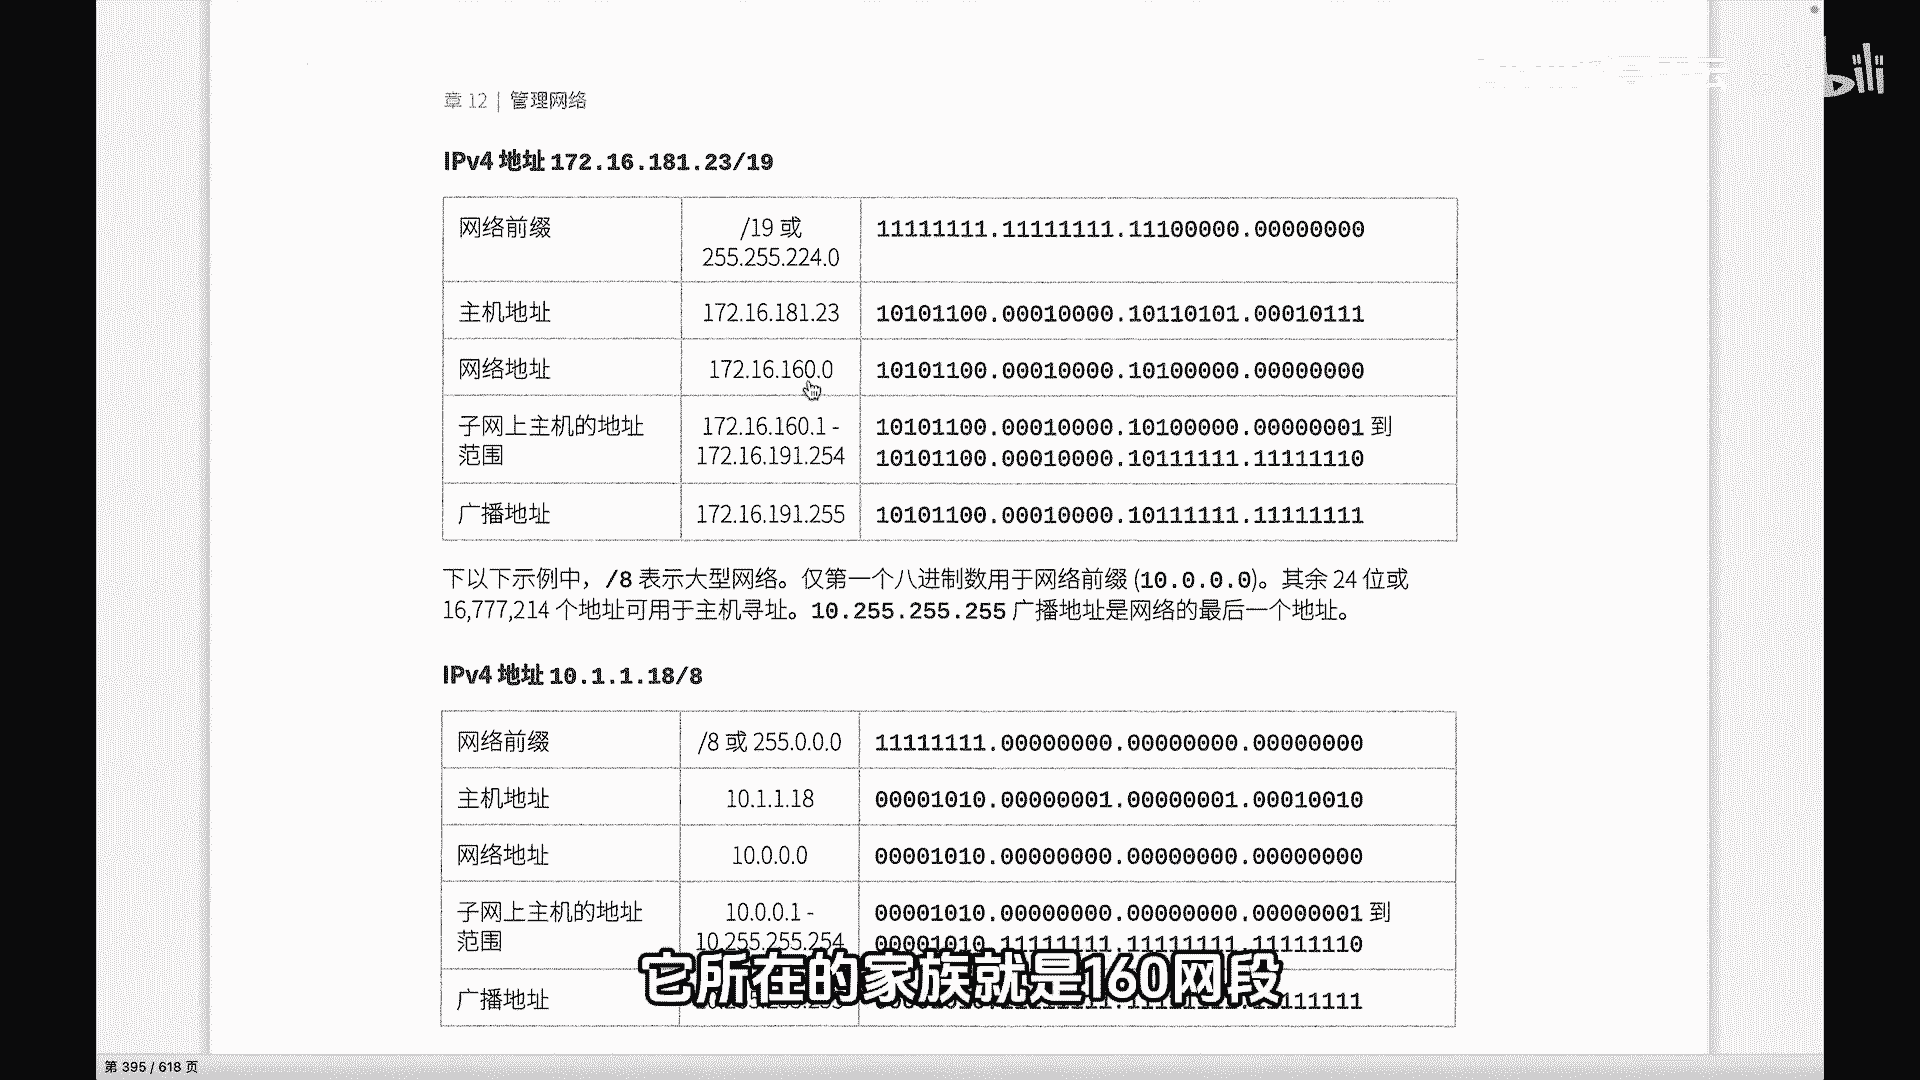 bili
章 12 | 管理网络
IPv4 地址 172.16.181.23/19
网络前缀 /19 或 11111111.11111111.11100000.00000000
255.255.224.0
主机地址 172.16.181.23 10101100.00010000.10110101.00010111
网络地址 172.16.160.0 10101100.00010000.10100000.00000000
子网上主机的地址 172.16.160.1 - 10101100.00010000.10100000.00000001 到
范围 172.16.191.254 10101100.00010000.10111111.11111110
广播地址 172.16.191.255 10101100.00010000.10111111.11111111
下以下示例中，/8 表示大型网络。仅第一个八进制数用于网络前缀 (10.0.0.0)。其余 24 位或
16,777,214 个地址可用于主机寻址。10.255.255.255 广播地址是网络的最后一个地址。
IPv4 地址 10.1.1.18/8
网络前缀 /8 或 255.0.0.0 11111111.00000000.00000000.00000000
主机地址 10.1.1.18 00001010.00000001.00000001.00010010
网络地址 10.0.0.0 00001010.00000000.00000000.00000000
子网上主机的地址 10.0.0.1 - 00001010.00000000.00000000.00000001 到
范围 10.255.255.254 00001010.11111111.11111111.11111110
广播地址
它所在的家族就是160网段
第 395 / 618 页